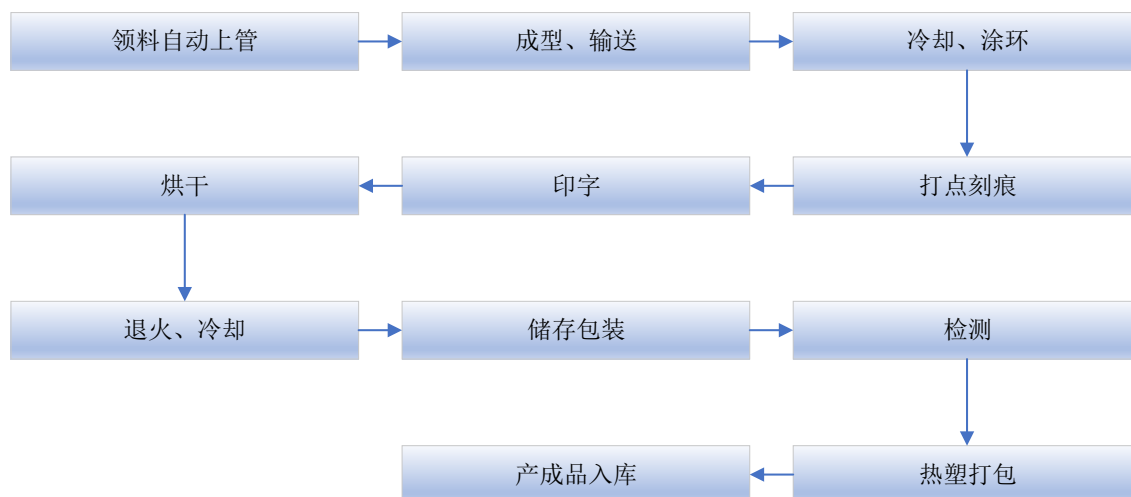 领料自动上管
成型、输送
冷却、涂环
打点刻痕
印字
烘干
退火、冷却
储存包装
检测
热塑打包
产成品入库